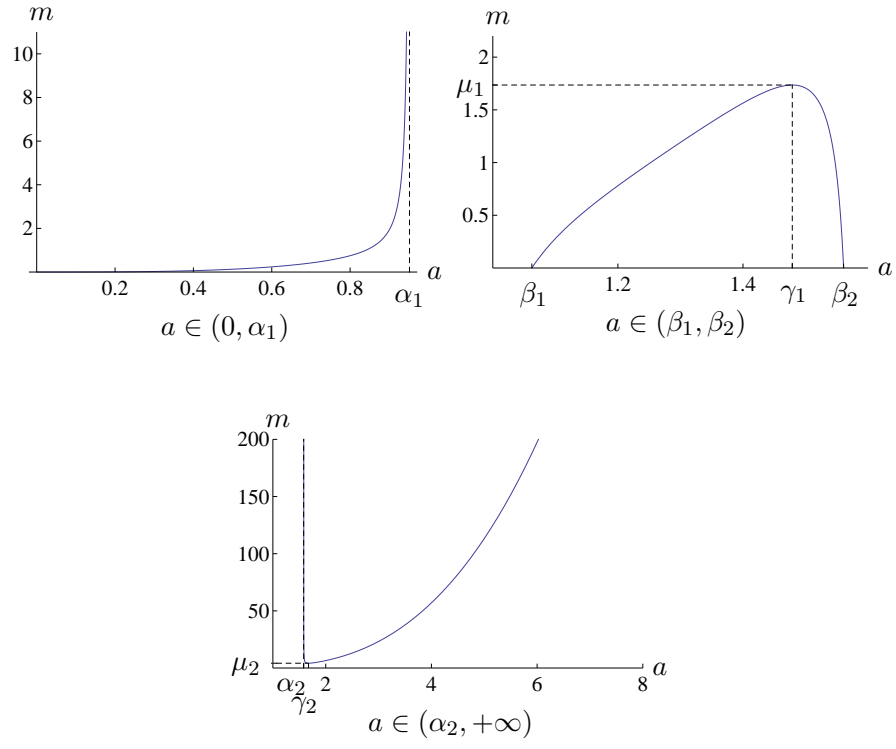 m
10
8
6
4
2
0.2 0.4 0.6 0.8 a
α₁
a ∈ (0, α₁)
m
2
μ₁
1.5
1
0.5
1.2 1.4 a
β₁ γ₁ β₂
a ∈ (β₁, β₂)
m
200
150
100
50
μ₂
α₂ 2 4 6 8 a
γ₂
a ∈ (α₂, +∞)